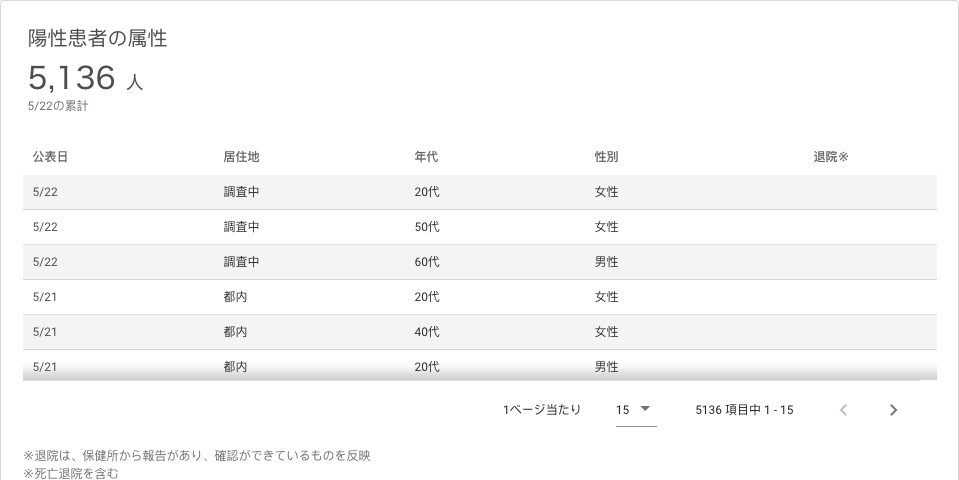 陽性患者の属性
5,136 人
5/22の累計
公表日 居住地 年代 性別 退院※
5/22 調査中 20代 女性
5/22 調査中 50代 女性
5/22 調査中 60代 男性
5/21 都内 20代 女性
5/21 都内 40代 女性
5/21 都内 20代 男性
1ページ当たり 15 5136 項目中 1 - 15
※退院は、保健所から報告があり、確認ができているものを反映
※死亡退院を含む